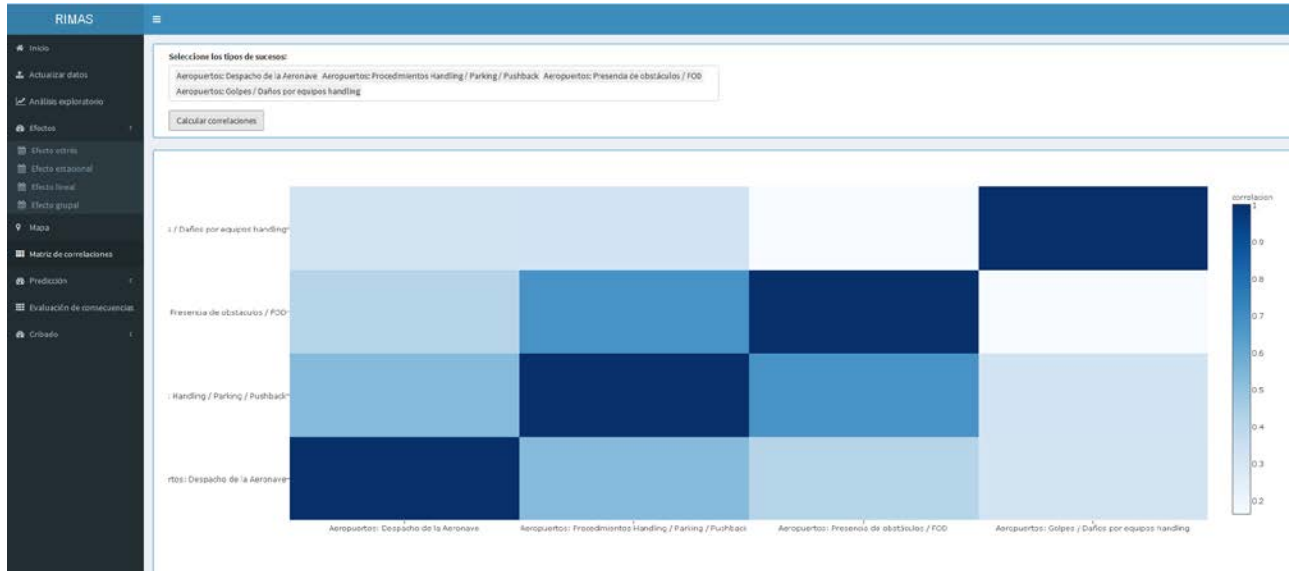 RIMAS
Inicio
Actualizar datos
Análisis exploratorio
Efectos
Efecto estrés
Efecto estacional
Efecto lineal
Efecto grupal
Mapa
Matriz de correlaciones
Predicción
Evaluación de consecuencias
Cribado
Seleccione los tipos de sucesos:
Aeropuertos: Despacho de la Aeronave Aeropuertos: Procedimientos Handling / Parking / Pushback Aeropuertos: Presencia de obstáculos / FOD
Aeropuertos: Golpes / Daños por equipos handling
Calcular correlaciones
/ Daños por equipos handling
Presencia de obstáculos / FOD
: Handling / Parking / Pushback
rtos: Despacho de la Aeronave
Aeropuertos: Despacho de la Aeronave
Aeropuertos: Procedimientos Handling / Parking / Pushback
Aeropuertos: Presencia de obstáculos / FOD
Aeropuertos: Golpes / Daños por equipos handling
correlacion
1
0.9
0.8
0.7
0.6
0.5
0.4
0.3
0.2